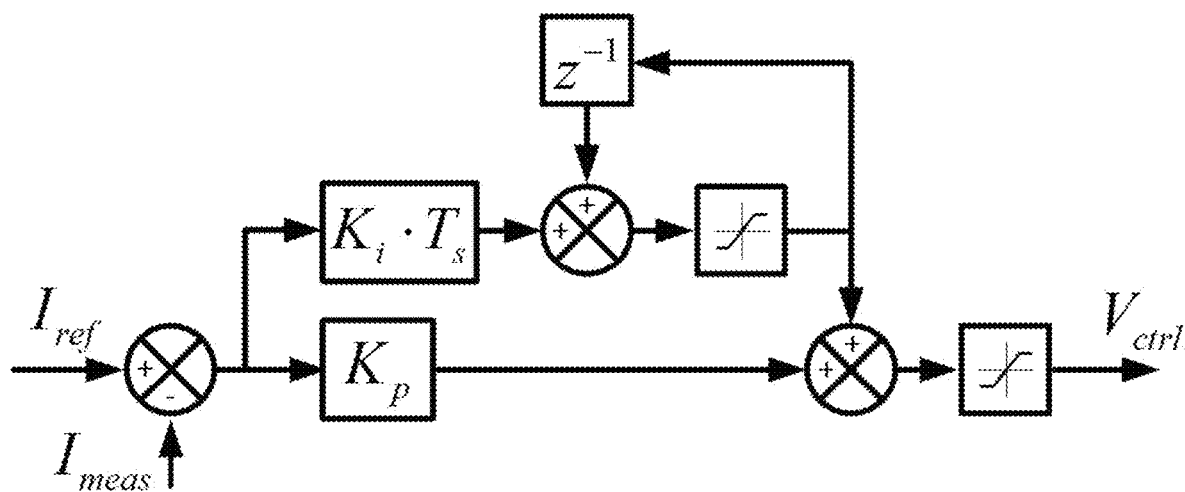 z⁻¹
+
K_i · T_s
+
I_ref
+
-
K_p
+
+
V_ctrl
I_meas